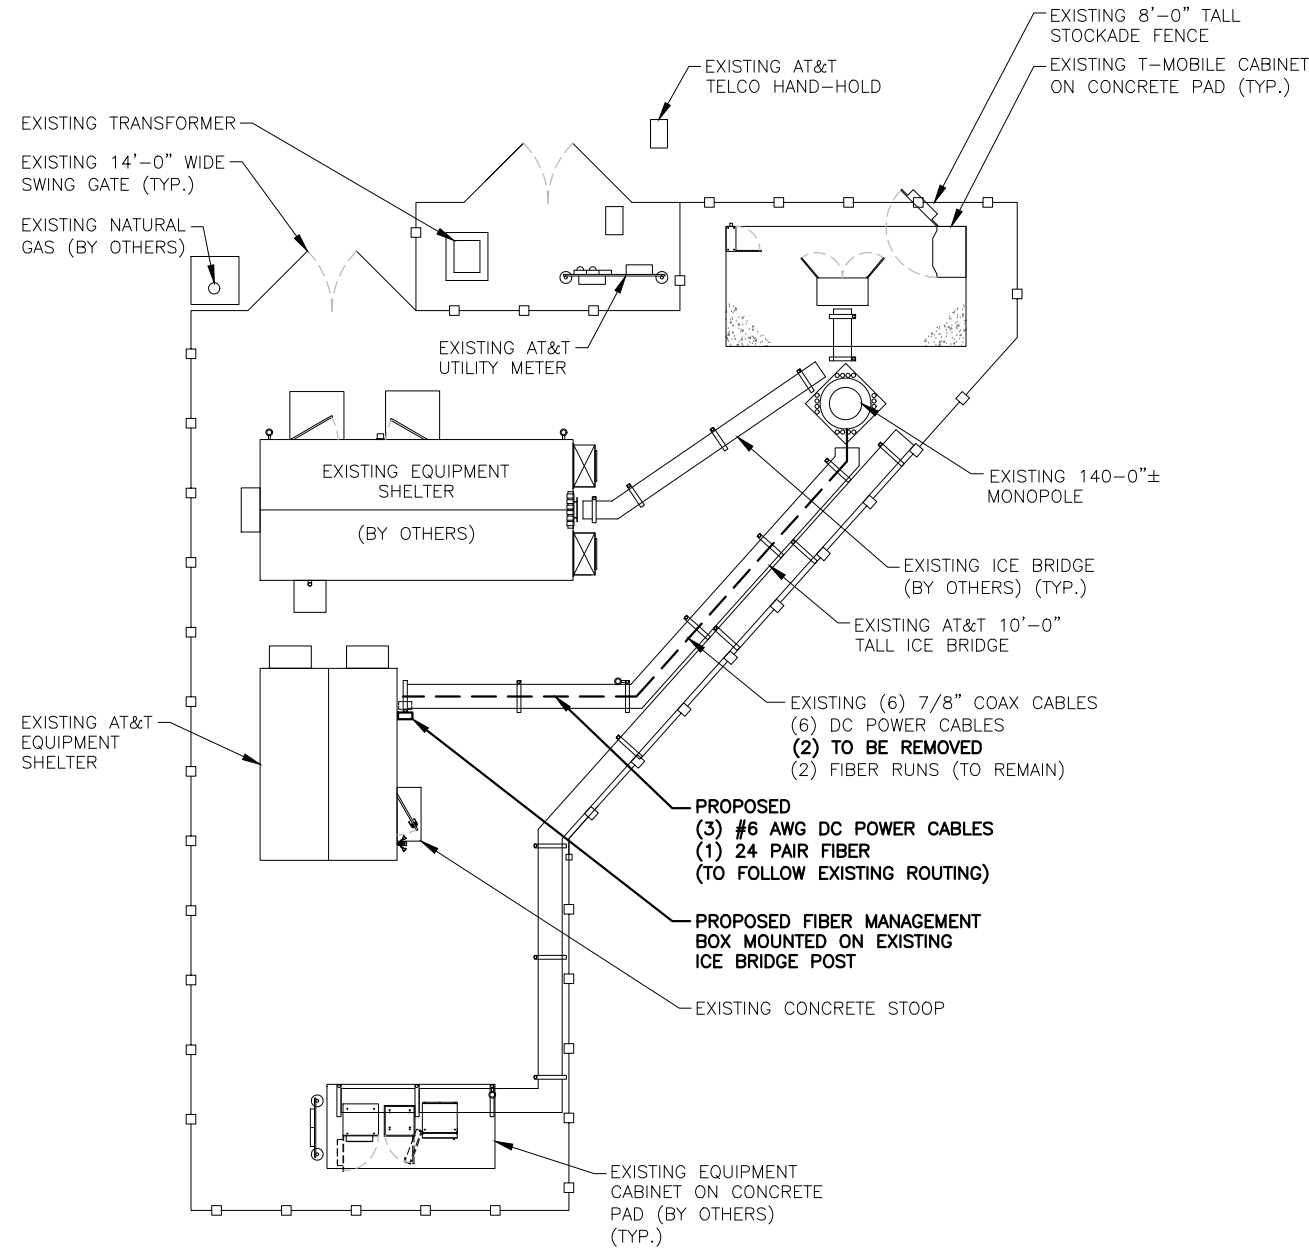 EXISTING 8'-0" TALL
STOCKADE FENCE
EXISTING T-MOBILE CABINET
ON CONCRETE PAD (TYP.)
EXISTING AT&T
TELCO HAND-HOLD
EXISTING TRANSFORMER
EXISTING 14'-0" WIDE
SWING GATE (TYP.)
EXISTING NATURAL
GAS (BY OTHERS)
EXISTING AT&T
UTILITY METER
EXISTING EQUIPMENT
SHELTER
(BY OTHERS)
EXISTING 140-0"±
MONOPOLE
EXISTING ICE BRIDGE
(BY OTHERS) (TYP.)
EXISTING AT&T 10'-0"
TALL ICE BRIDGE
EXISTING (6) 7/8" COAX CABLES
(6) DC POWER CABLES
(2) TO BE REMOVED
(2) FIBER RUNS (TO REMAIN)
EXISTING AT&T
EQUIPMENT
SHELTER
PROPOSED
(3) #6 AWG DC POWER CABLES
(1) 24 PAIR FIBER
(TO FOLLOW EXISTING ROUTING)
PROPOSED FIBER MANAGEMENT
BOX MOUNTED ON EXISTING
ICE BRIDGE POST
EXISTING CONCRETE STOOP
EXISTING EQUIPMENT
CABINET ON CONCRETE
PAD (BY OTHERS)
(TYP.)